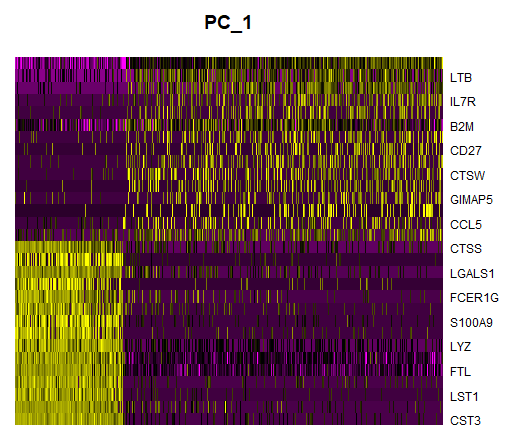 PC_1
LTB
IL7R
B2M
CD27
CTSW
GIMAP5
CCL5
CTSS
LGALS1
FCER1G
S100A9
LYZ
FTL
LST1
CST3